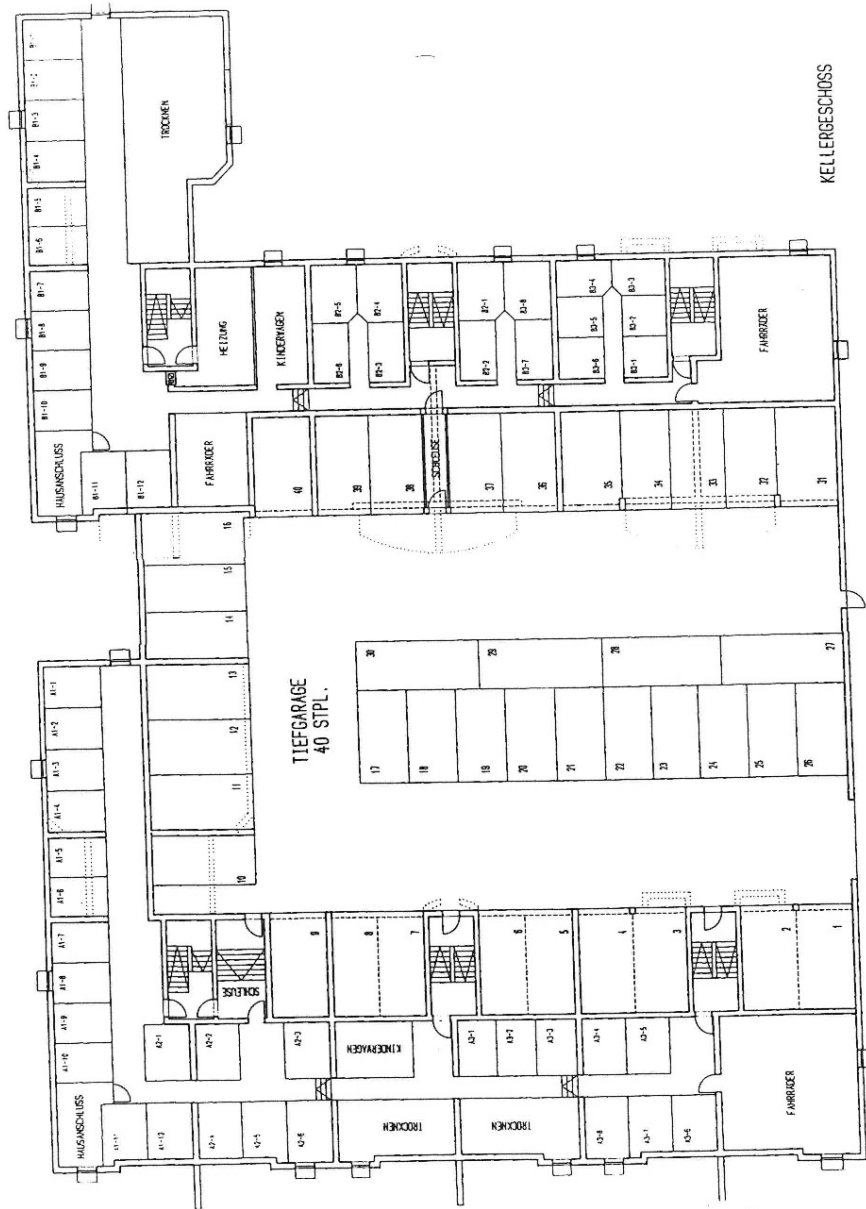 B1-1
B1-2
B1-3
B1-4
B1-5
B1-6
B1-7
B1-8
B1-9
B1-10
HAUSANSCHLUSS
B1-11
B1-12
TROCKNEN
HEIZUNG
KINDERWAGEN
FAHRRÄDER
B2-5
B2-4
B2-6
B2-3
B2-1
B3-8
B2-2
B3-7
B3-4
B3-3
B3-5
B3-6
B3-1
FAHRRÄDER
40
39
38
SCHLEUSE
37
36
35
34
33
32
31
16
15
14
13
12
11
10
A1-1
A1-2
A1-3
A1-4
A1-5
A1-6
A1-7
A1-8
A1-9
A1-10
HAUSANSCHLUSS
A1-11
A1-12
TIEFGARAGE
40 STPL.
30
29
28
27
17
18
19
20
21
22
23
24
25
26
9
8
7
6
5
4
3
2
1
SCHLEUSE
A2-1
A2-2
A2-3
KINDERWAGEN
A3-1
A3-2
A3-3
A3-4
A3-5
A2-4
A2-5
A2-6
TROCKNEN
TROCKNEN
A3-8
A3-7
A3-6
FAHRRÄDER
KELLERGESCHOSS